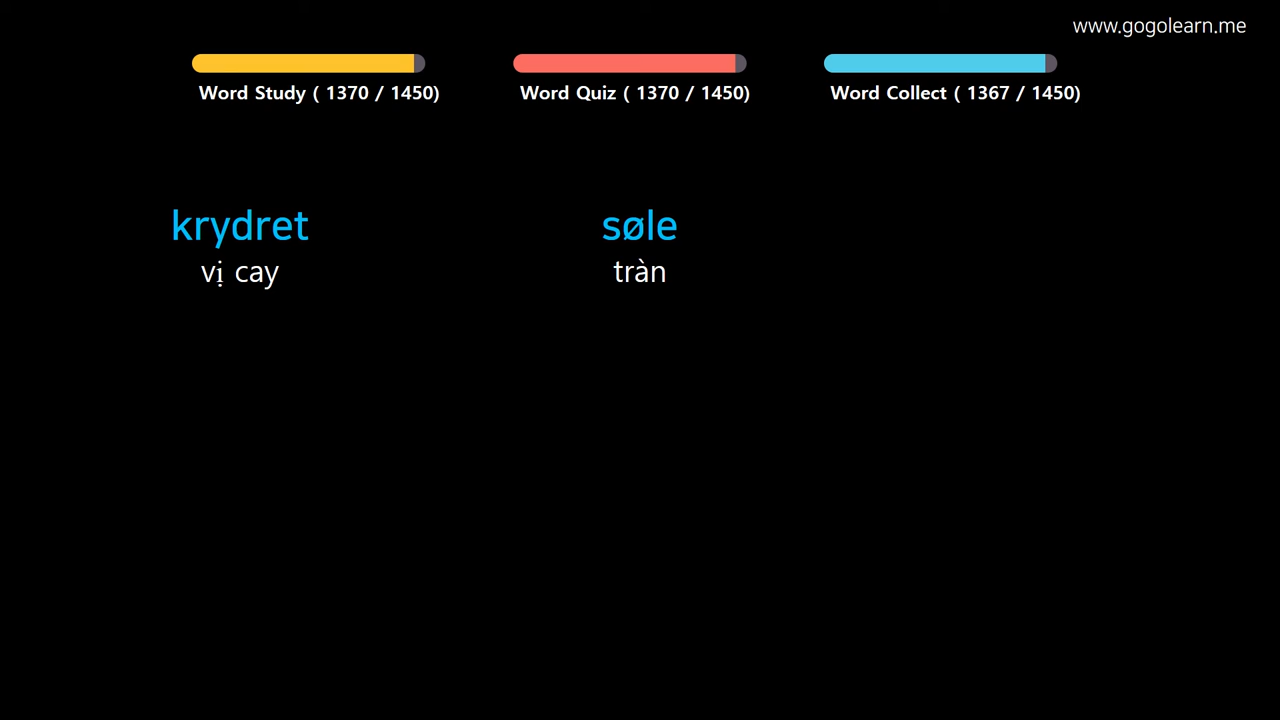 www.gogolearn.me
Word Study ( 1370 / 1450)
Word Quiz ( 1370 / 1450)
Word Collect ( 1367 / 1450)
krydret
vị cay
søle
tràn